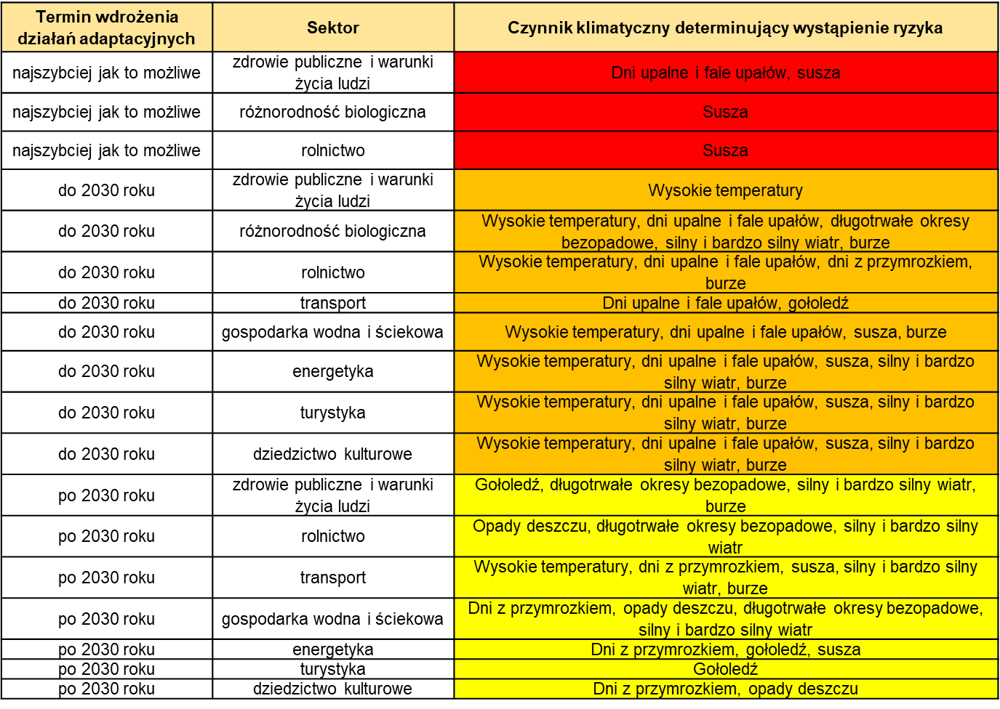 Termin wdrożenia
działań adaptacyjnych
Sektor
Czynnik klimatyczny determinujący wystąpienie ryzyka
najszybciej jak to możliwe
zdrowie publiczne i warunki
życia ludzi
Dni upalne i fale upałów, susza
najszybciej jak to możliwe
różnorodność biologiczna
Susza
najszybciej jak to możliwe
rolnictwo
Susza
do 2030 roku
zdrowie publiczne i warunki
życia ludzi
Wysokie temperatury
do 2030 roku
różnorodność biologiczna
Wysokie temperatury, dni upalne i fale upałów, długotrwałe okresy
bezopadowe, silny i bardzo silny wiatr, burze
do 2030 roku
rolnictwo
Wysokie temperatury, dni upalne i fale upałów, dni z przymrozkiem,
burze
do 2030 roku
transport
Dni upalne i fale upałów, gołoledź
do 2030 roku
gospodarka wodna i ściekowa
Wysokie temperatury, dni upalne i fale upałów, susza, burze
do 2030 roku
energetyka
Wysokie temperatury, dni upalne i fale upałów, susza, silny i bardzo
silny wiatr, burze
do 2030 roku
turystyka
Wysokie temperatury, dni upalne i fale upałów, susza, silny i bardzo
silny wiatr, burze
do 2030 roku
dziedzictwo kulturowe
Wysokie temperatury, dni upalne i fale upałów, susza, silny i bardzo
silny wiatr, burze
po 2030 roku
zdrowie publiczne i warunki
życia ludzi
Gołoledź, długotrwałe okresy bezopadowe, silny i bardzo silny wiatr,
burze
po 2030 roku
rolnictwo
Opady deszczu, długotrwałe okresy bezopadowe, silny i bardzo silny
wiatr
po 2030 roku
transport
Wysokie temperatury, dni z przymrozkiem, susza, silny i bardzo silny
wiatr, burze
po 2030 roku
gospodarka wodna i ściekowa
Dni z przymrozkiem, opady deszczu, długotrwałe okresy bezopadowe,
silny i bardzo silny wiatr
po 2030 roku
energetyka
Dni z przymrozkiem, gołoledź, susza
po 2030 roku
turystyka
Gołoledź
po 2030 roku
dziedzictwo kulturowe
Dni z przymrozkiem, opady deszczu